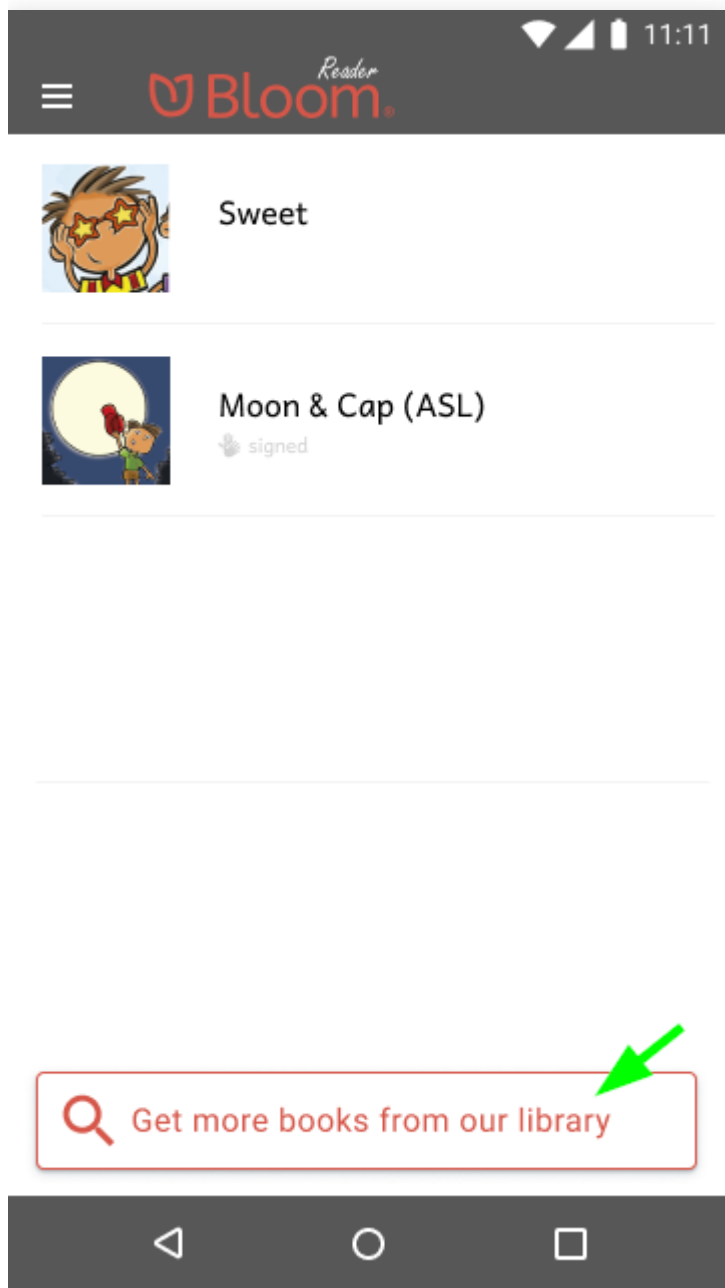 11:11
Reader
Bloom®
Sweet
Moon & Cap (ASL)
signed
Get more books from our library